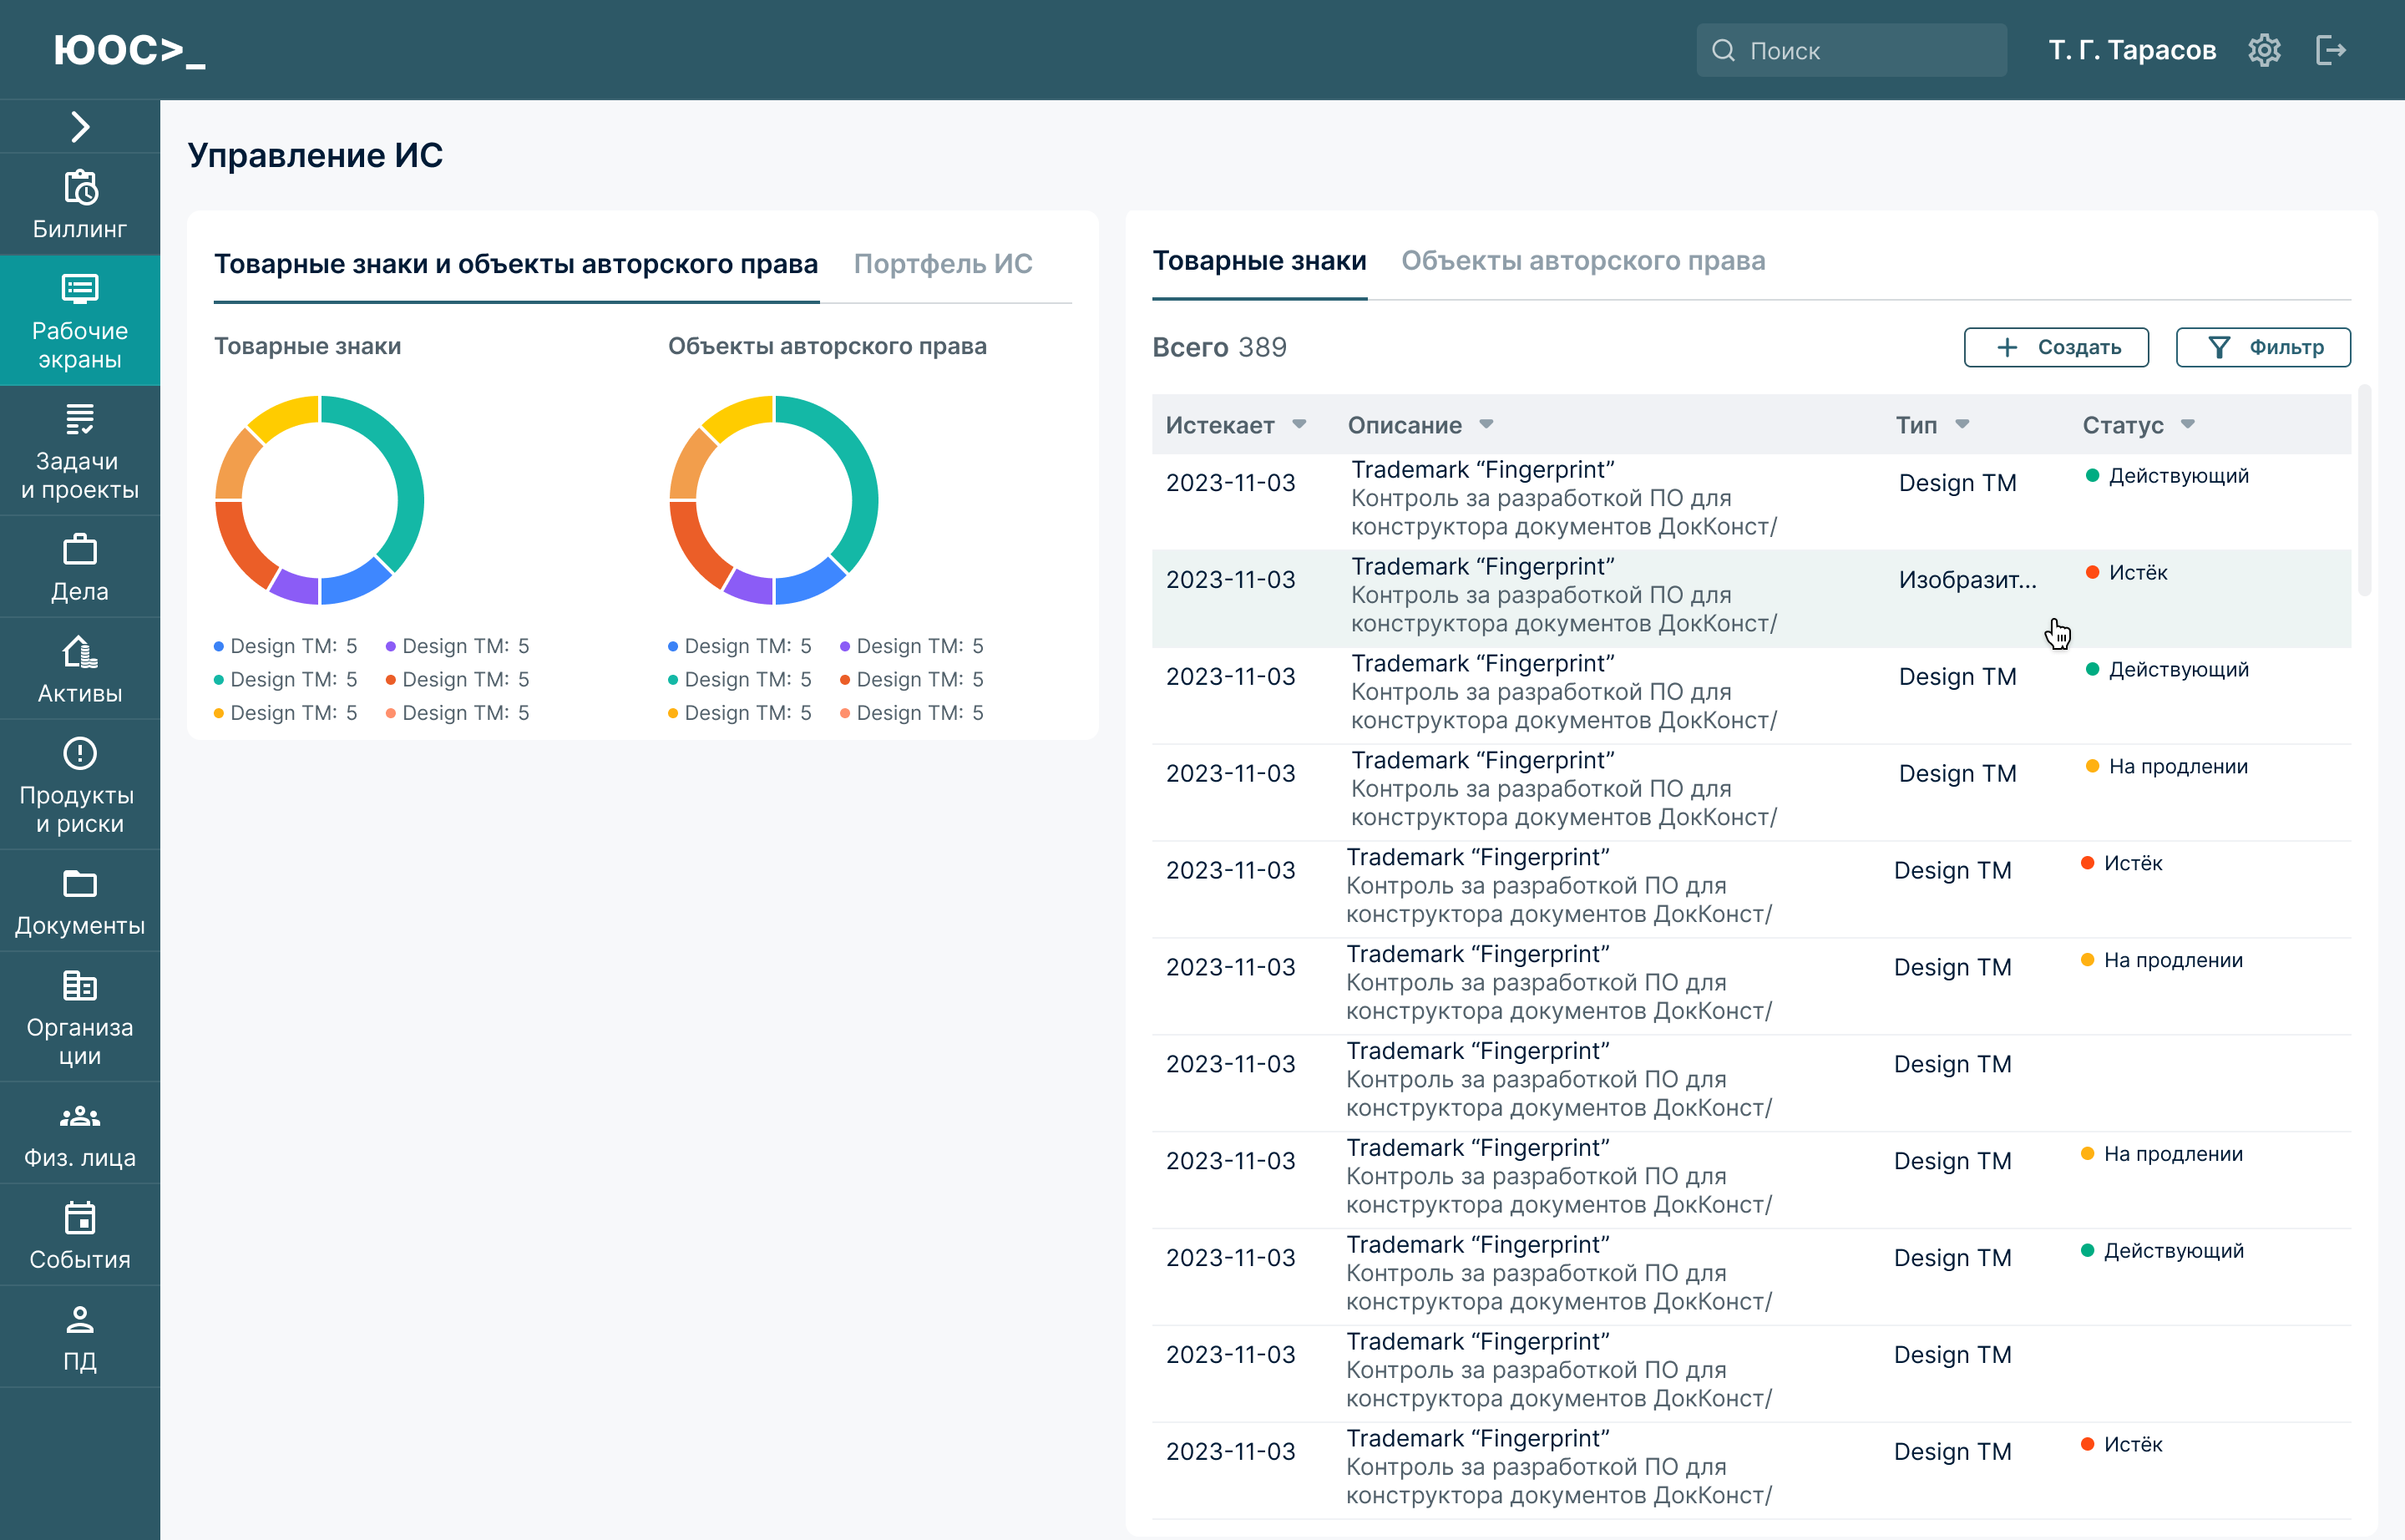 ЮОС>_
Поиск
Т. Г. Тарасов
Биллинг
Рабочие
экраны
Задачи
и проекты
Дела
Активы
Продукты
и риски
Документы
Организа
ции
Физ. лица
События
ПД
Управление ИС
Товарные знаки и объекты авторского права
Портфель ИС
Товарные знаки
Объекты авторского права
Design TM: 5
Design TM: 5
Design TM: 5
Design TM: 5
Design TM: 5
Design TM: 5
Design TM: 5
Design TM: 5
Design TM: 5
Design TM: 5
Design TM: 5
Design TM: 5
Товарные знаки
Объекты авторского права
Всего 389
Создать
Фильтр
Истекает
Описание
Тип
Статус
2023-11-03
Trademark “Fingerprint”
Контроль за разработкой ПО для
конструктора документов ДокКонст/
Design TM
Действующий
2023-11-03
Trademark “Fingerprint”
Контроль за разработкой ПО для
конструктора документов ДокКонст/
Изобразит...
Истёк
2023-11-03
Trademark “Fingerprint”
Контроль за разработкой ПО для
конструктора документов ДокКонст/
Design TM
Действующий
2023-11-03
Trademark “Fingerprint”
Контроль за разработкой ПО для
конструктора документов ДокКонст/
Design TM
На продлении
2023-11-03
Trademark “Fingerprint”
Контроль за разработкой ПО для
конструктора документов ДокКонст/
Design TM
Истёк
2023-11-03
Trademark “Fingerprint”
Контроль за разработкой ПО для
конструктора документов ДокКонст/
Design TM
На продлении
2023-11-03
Trademark “Fingerprint”
Контроль за разработкой ПО для
конструктора документов ДокКонст/
Design TM
2023-11-03
Trademark “Fingerprint”
Контроль за разработкой ПО для
конструктора документов ДокКонст/
Design TM
На продлении
2023-11-03
Trademark “Fingerprint”
Контроль за разработкой ПО для
конструктора документов ДокКонст/
Design TM
Действующий
2023-11-03
Trademark “Fingerprint”
Контроль за разработкой ПО для
конструктора документов ДокКонст/
Design TM
2023-11-03
Trademark “Fingerprint”
Контроль за разработкой ПО для
конструктора документов ДокКонст/
Design TM
Истёк